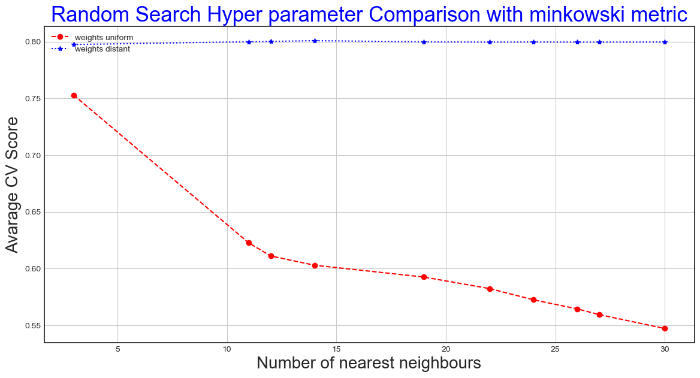 Random Search Hyper parameter Comparison with minkowski metric
weights uniform
weights distant
0.80
0.75
0.70
0.65
0.60
0.55
Avarage CV Score
5
10
15
20
25
30
Number of nearest neighbours